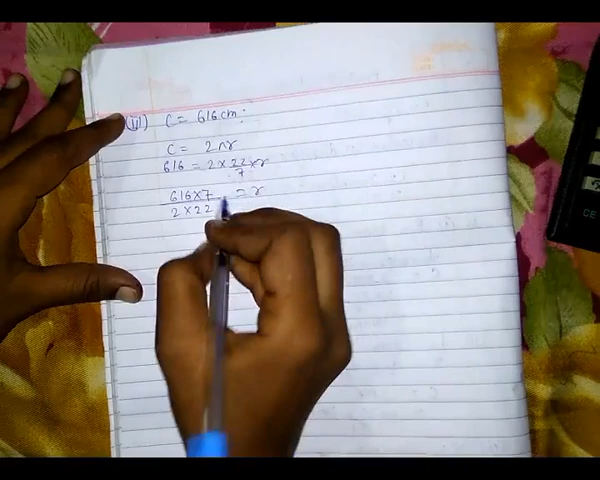 (iii) C = 616 cm.
C = 2πr
616 = 2 × 22/7 × r
616×7/2×22 = r